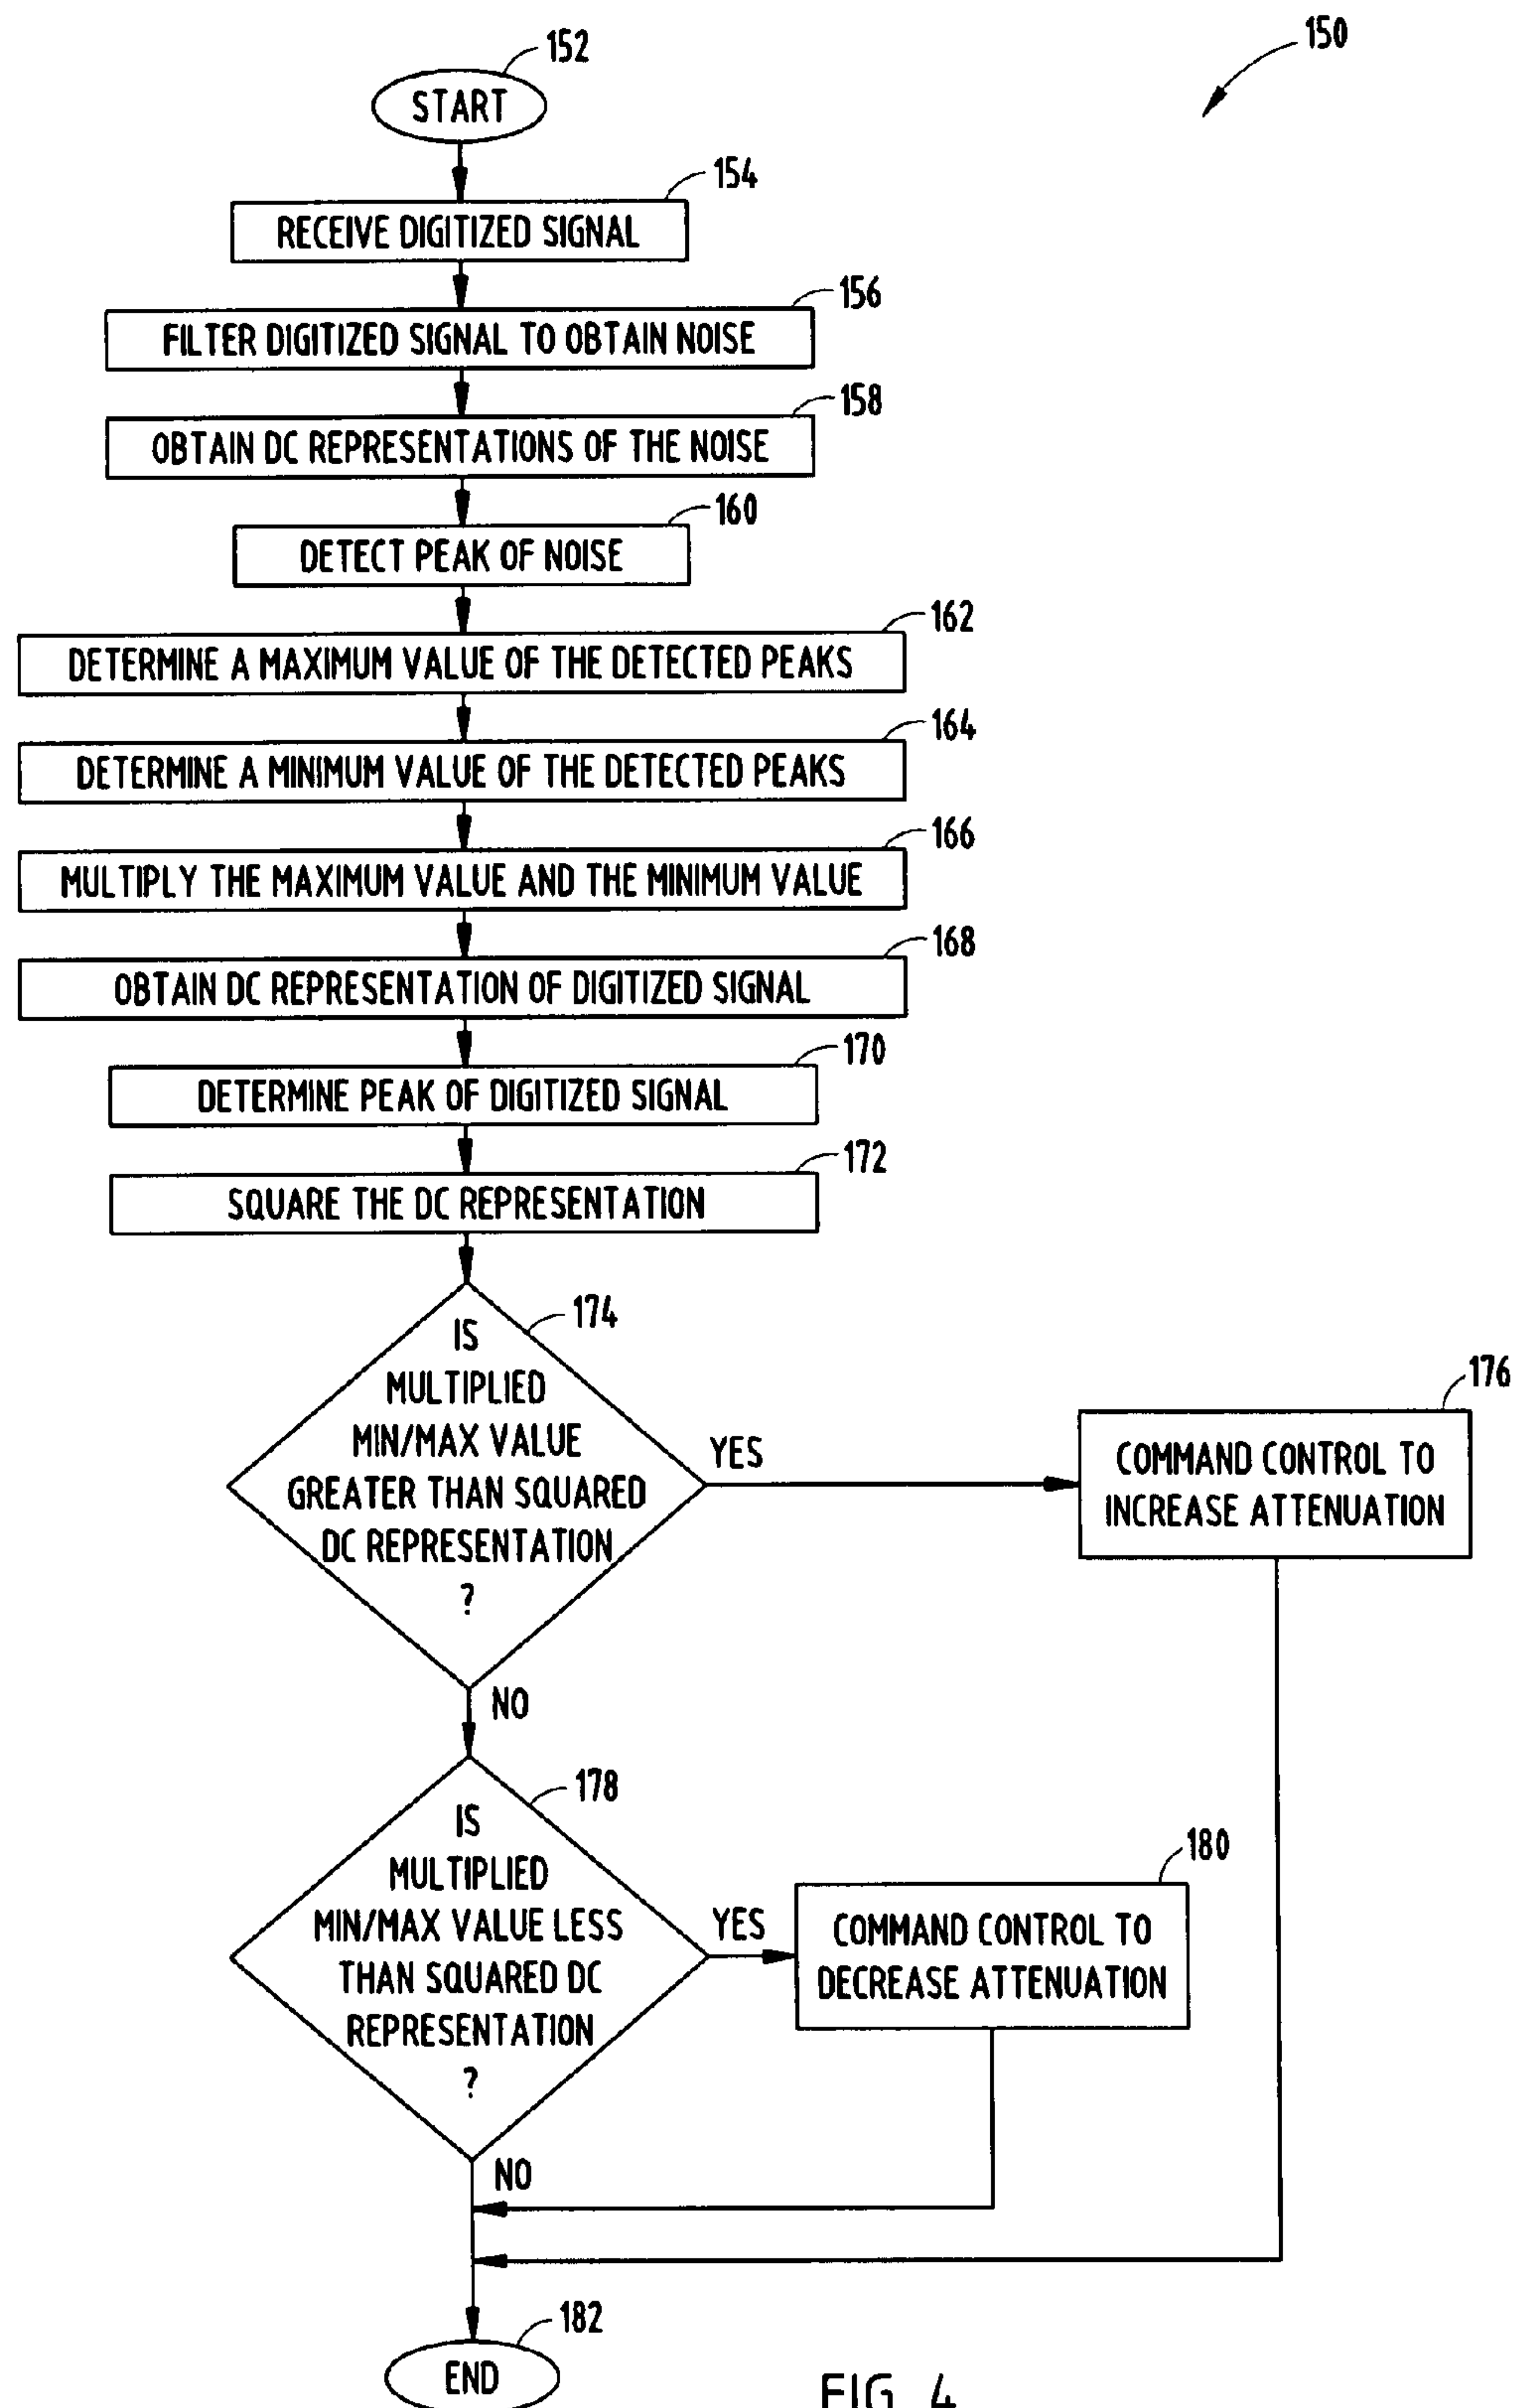 150
152
START
154
RECEIVE DIGITIZED SIGNAL
156
FILTER DIGITIZED SIGNAL TO OBTAIN NOISE
158
OBTAIN DC REPRESENTATIONS OF THE NOISE
160
DETECT PEAK OF NOISE
162
DETERMINE A MAXIMUM VALUE OF THE DETECTED PEAKS
164
DETERMINE A MINIMUM VALUE OF THE DETECTED PEAKS
166
MULTIPLY THE MAXIMUM VALUE AND THE MINIMUM VALUE
168
OBTAIN DC REPRESENTATION OF DIGITIZED SIGNAL
170
DETERMINE PEAK OF DIGITIZED SIGNAL
172
SQUARE THE DC REPRESENTATION
174
IS
MULTIPLIED
MIN/MAX VALUE
GREATER THAN SQUARED
DC REPRESENTATION
?
YES
176
COMMAND CONTROL TO
INCREASE ATTENUATION
NO
178
IS
MULTIPLIED
MIN/MAX VALUE LESS
THAN SQUARED DC
REPRESENTATION
?
YES
180
COMMAND CONTROL TO
DECREASE ATTENUATION
NO
182
END
FIG. 4